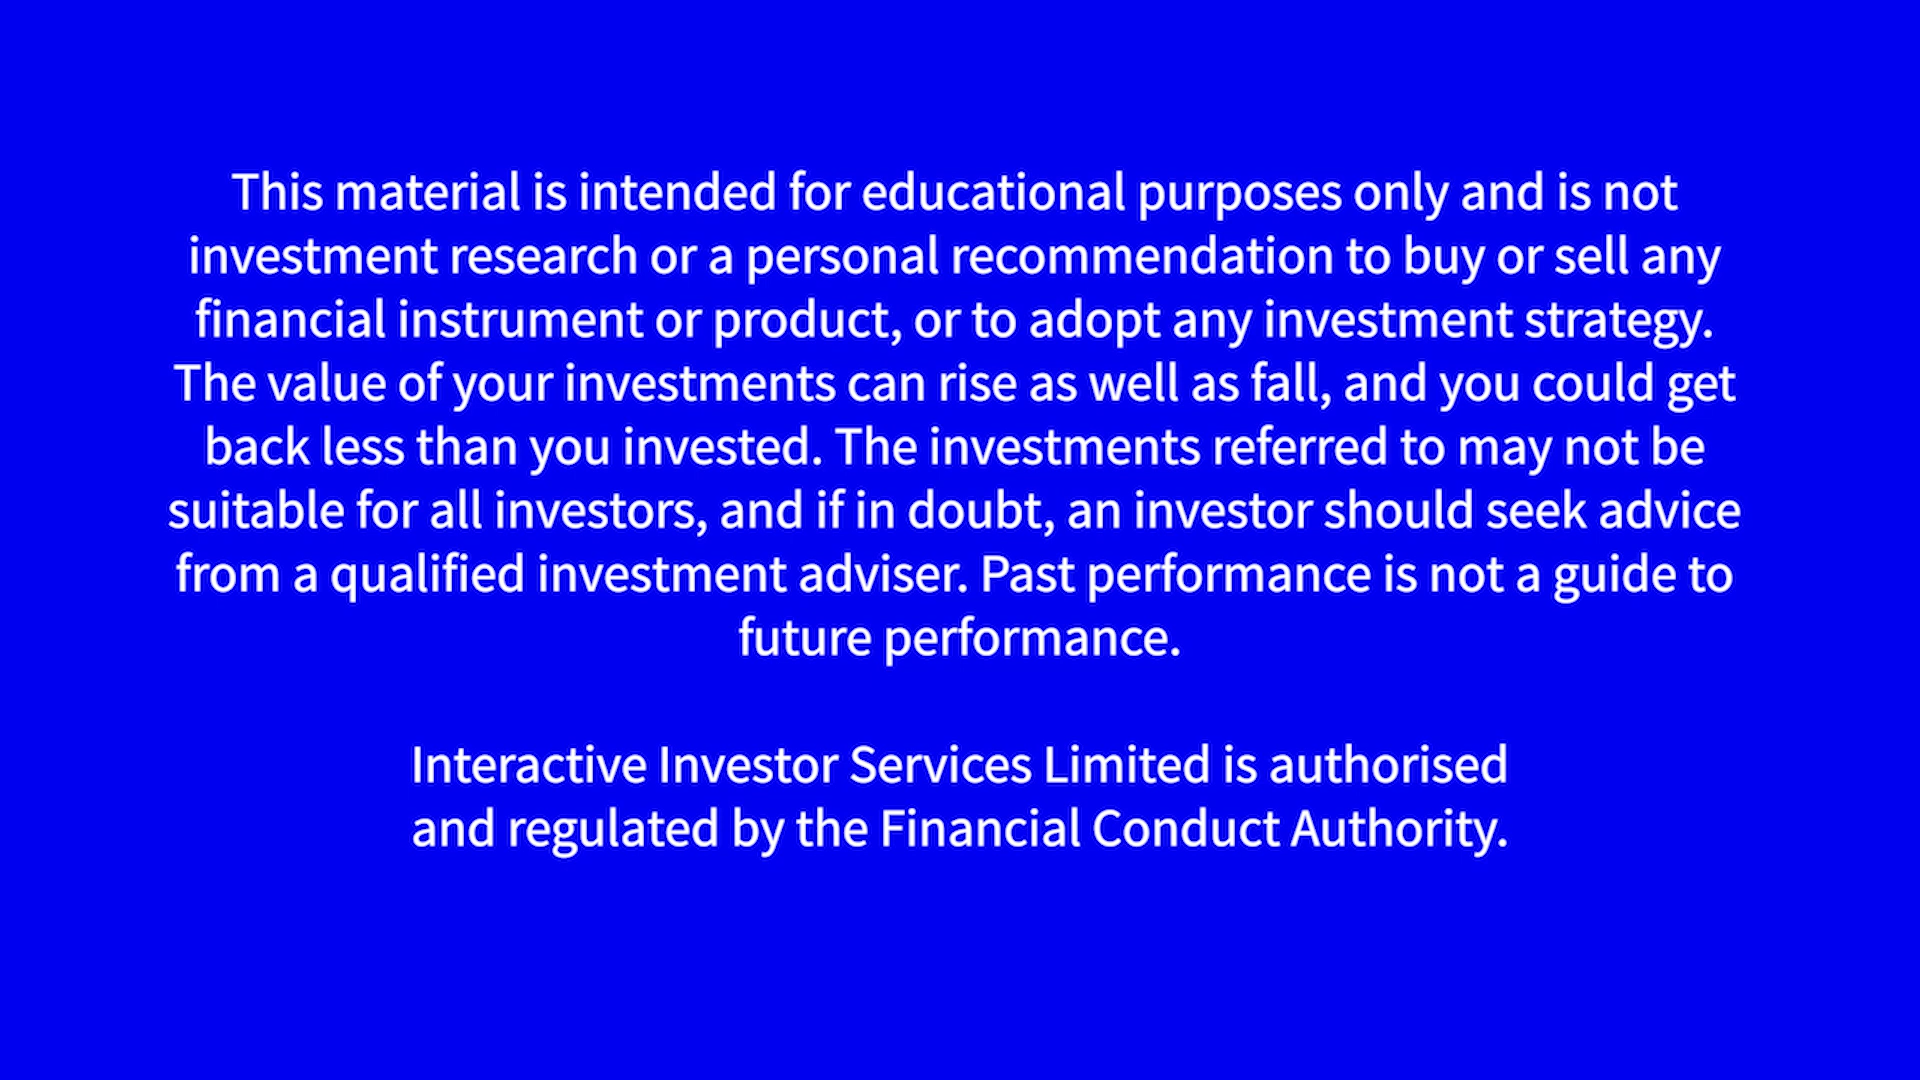 This material is intended for educational purposes only and is not
investment research or a personal recommendation to buy or sell any
financial instrument or product, or to adopt any investment strategy.
The value of your investments can rise as well as fall, and you could get
back less than you invested. The investments referred to may not be
suitable for all investors, and if in doubt, an investor should seek advice
from a qualified investment adviser. Past performance is not a guide to
future performance.
Interactive Investor Services Limited is authorised
and regulated by the Financial Conduct Authority.